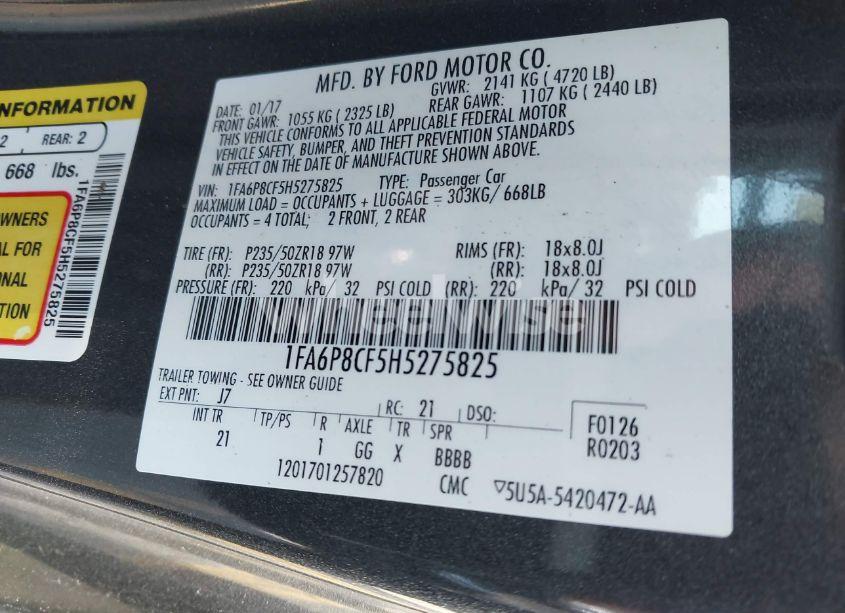 NFORMATION
2 REAR: 2
668 lbs.
1FA6P8CF5H5275825
OWNERS
AL FOR
ONAL
TION
MFD. BY FORD MOTOR CO.
DATE: 01/17 GVWR: 2141 KG ( 4720 LB)
FRONT GAWR: 1055 KG ( 2325 LB) REAR GAWR: 1107 KG ( 2440 LB)
THIS VEHICLE CONFORMS TO ALL APPLICABLE FEDERAL MOTOR
VEHICLE SAFETY, BUMPER, AND THEFT PREVENTION STANDARDS
IN EFFECT ON THE DATE OF MANUFACTURE SHOWN ABOVE.
VIN: 1FA6P8CF5H5275825 TYPE: Passenger Car
MAXIMUM LOAD = OCCUPANTS + LUGGAGE = 303KG/ 668LB
OCCUPANTS = 4 TOTAL; 2 FRONT, 2 REAR
TIRE (FR): P235/50ZR18 97W RIMS (FR): 18x8.0J
(RR): P235/50ZR18 97W (RR): 18x8.0J
PRESSURE (FR): 220 kPa/ 32 PSI COLD (RR): 220 kPa/ 32 PSI COLD
WheelWise
1FA6P8CF5H5275825
TRAILER TOWING - SEE OWNER GUIDE
EXT PNT: J7 RC: 21 DSO:
INT TR TP/PS R AXLE TR SPR
21 1 GG X BBBB
F0126
R0203
1201701257820 CMC 5U5A-5420472-AA